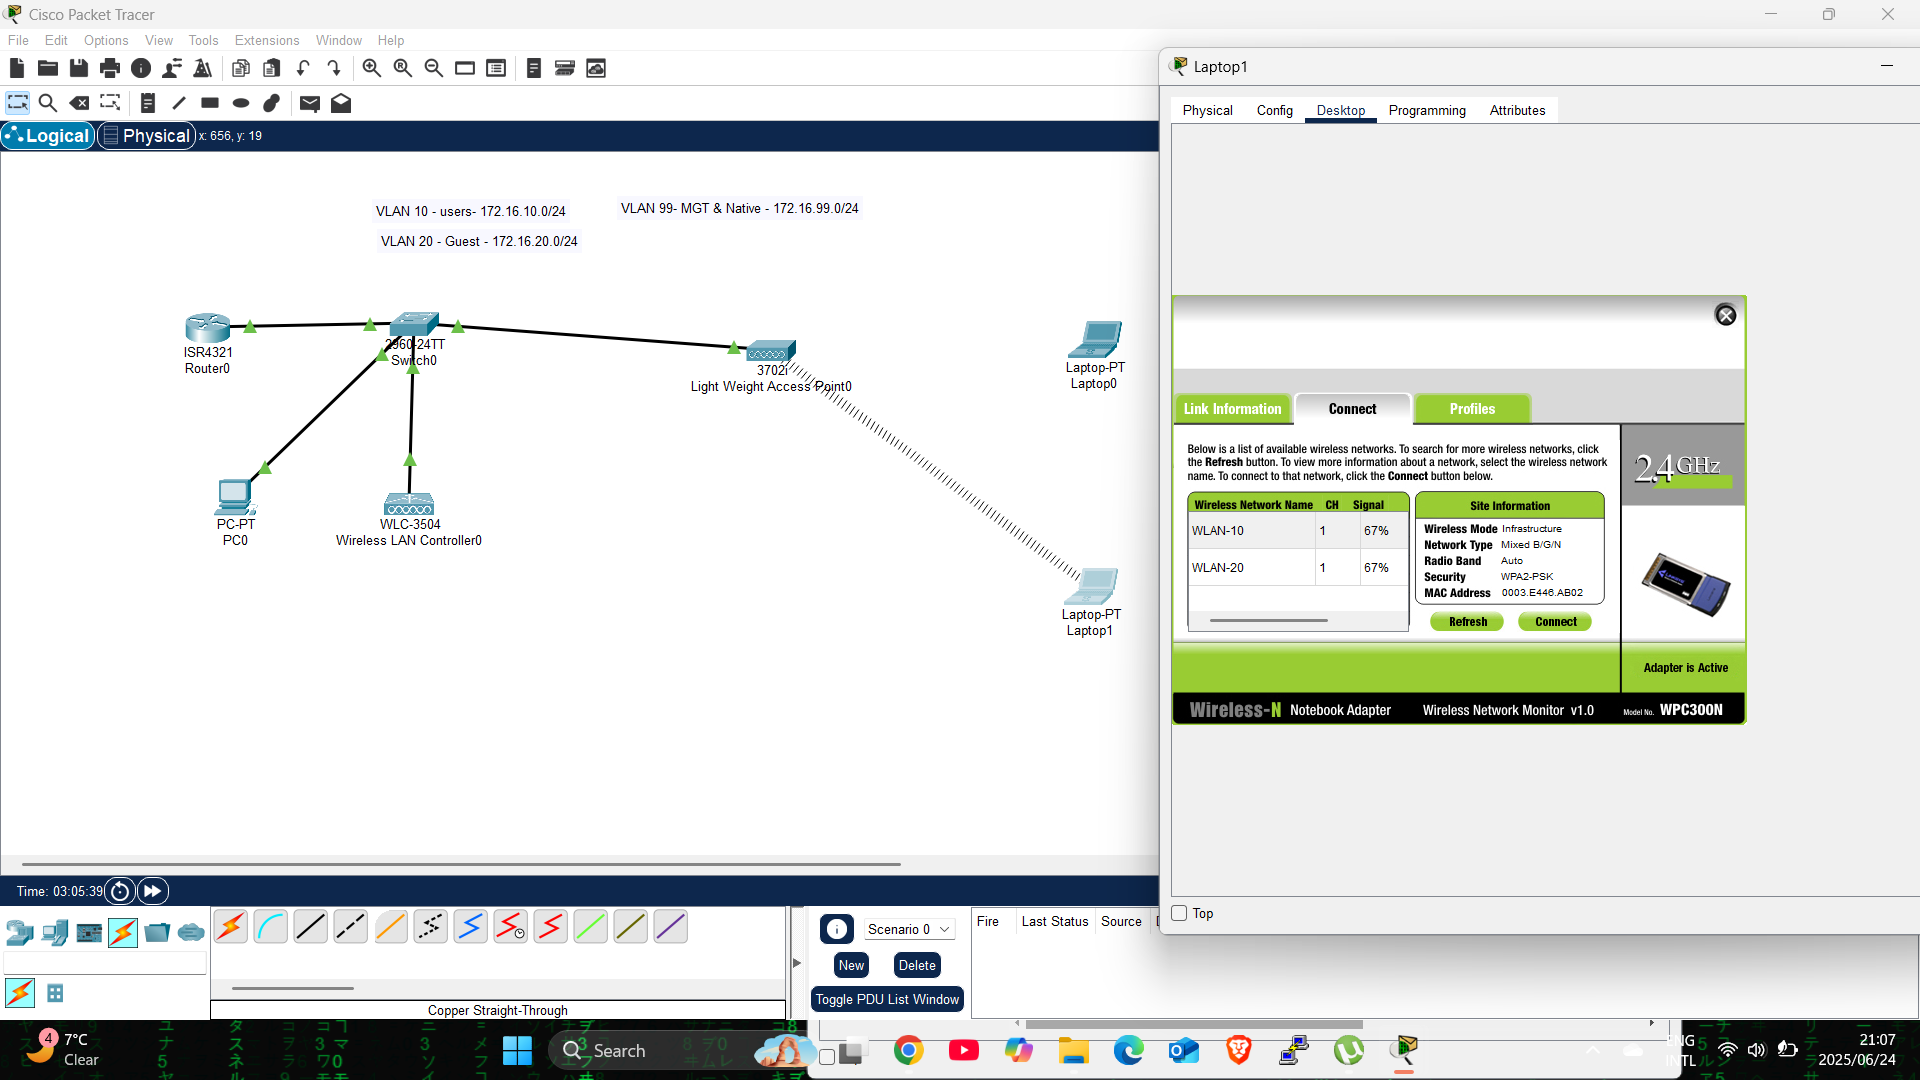 Cisco Packet Tracer
File Edit Options View Tools Extensions Window Help
Logical Physical x: 656, y: 19
VLAN 10 - users- 172.16.10.0/24
VLAN 99- MGT & Native - 172.16.99.0/24
VLAN 20 - Guest - 172.16.20.0/24
ISR4321
Router0
2960-24TT
Switch0
3702i
Light Weight Access Point0
Laptop-PT
Laptop0
PC-PT
PC0
WLC-3504
Wireless LAN Controller0
Laptop-PT
Laptop1
Laptop1
Physical Config Desktop Programming Attributes
Link Information Connect Profiles
Below is a list of available wireless networks. To search for more wireless networks, click
the Refresh button. To view more information about a network, select the wireless network
name. To connect to that network, click the Connect button below.
2.4GHz
Wireless Network Name CH Signal
WLAN-10 1 67%
WLAN-20 1 67%
Site Information
Wireless Mode Infrastructure
Network Type Mixed B/G/N
Radio Band Auto
Security WPA2-PSK
MAC Address 0003.E446.AB02
Refresh Connect
Adapter is Active
Wireless-N Notebook Adapter Wireless Network Monitor v1.0 Model No. WPC300N
Top
Time: 03:05:39
Scenario 0
New Delete
Toggle PDU List Window
Fire Last Status Source
Copper Straight-Through
4
7°C
Clear
Search
ENG
INTL
21:07
2025/06/24